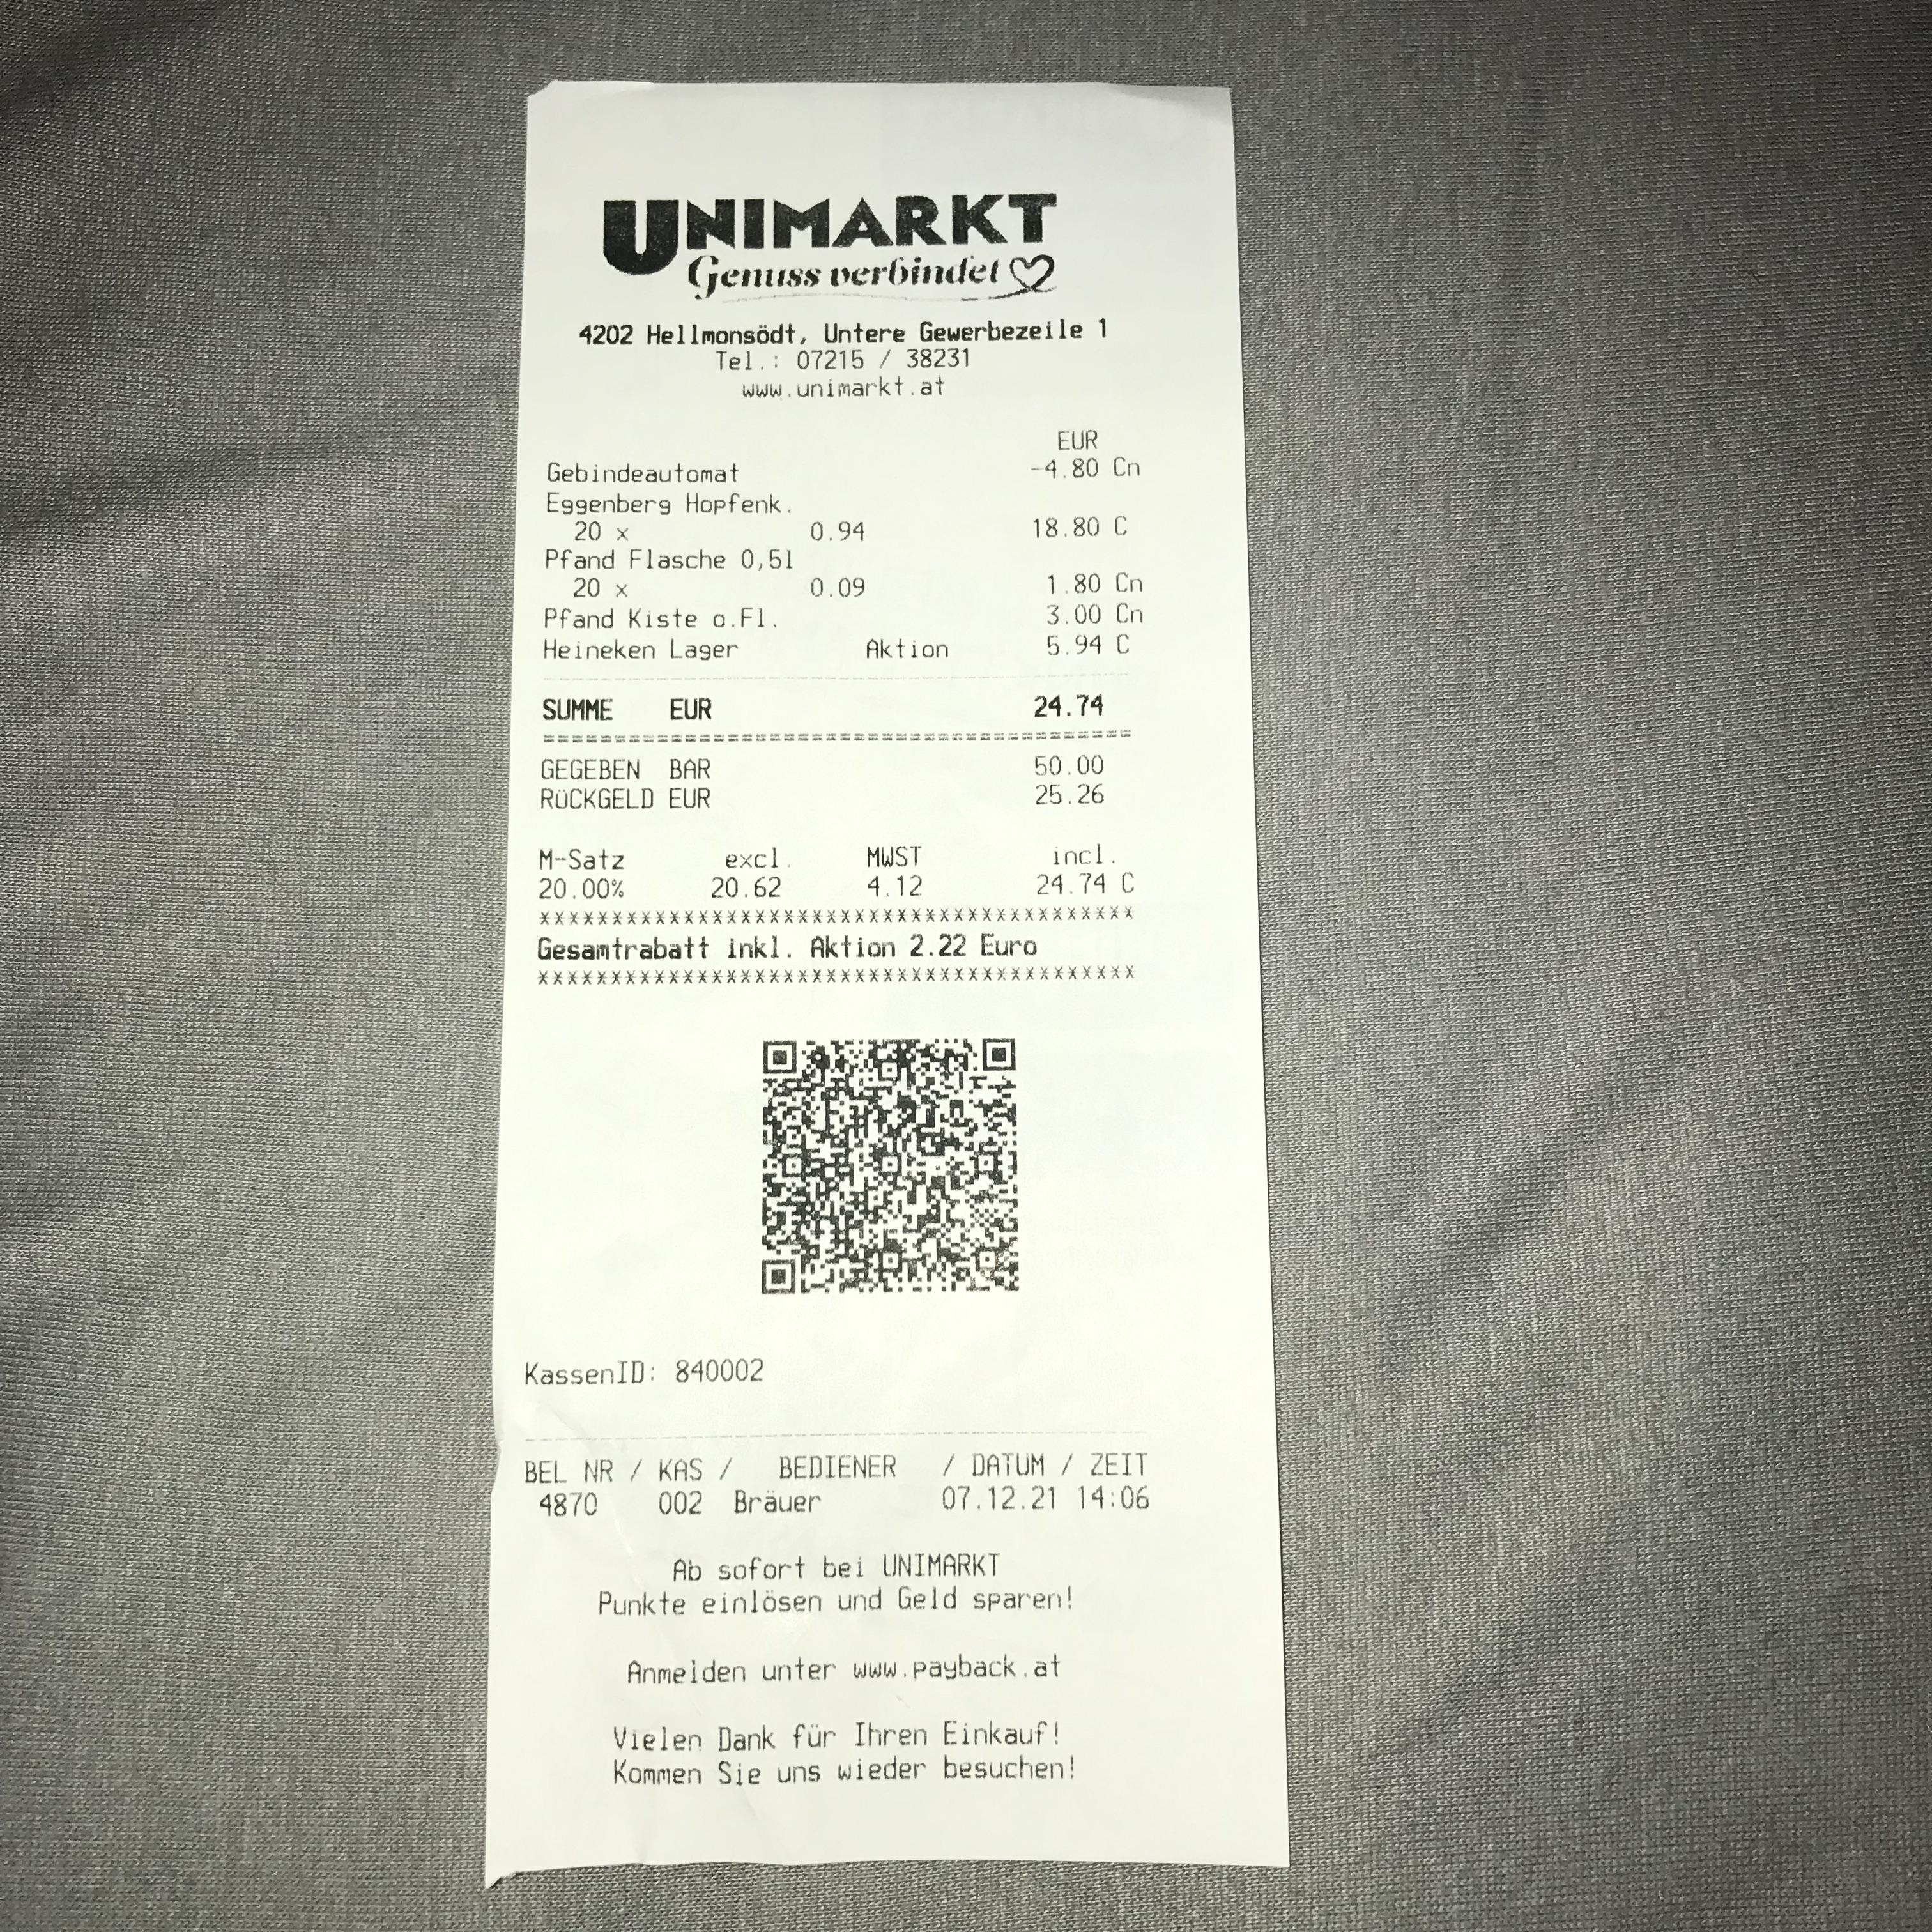 UNIMARKT
Genuss verbindet
4202 Hellmonsödt, Untere Gewerbezeile 1
Tel.: 07215 / 38231
www.unimarkt.at
EUR
Gebindeautomat -4.80 Cn
Eggenberg Hopfenk.
20 x 0.94 18.80 C
Pfand Flasche 0,5l
20 x 0.09 1.80 Cn
Pfand Kiste o.Fl. 3.00 Cn
Heineken Lager Aktion 5.94 C
SUMME EUR 24.74
GEGEBEN BAR 50.00
RÜCKGELD EUR 25.26
M-Satz excl. MWST incl.
20.00% 20.62 4.12 24.74 C
******************************************
Gesamtrabatt inkl. Aktion 2.22 Euro
******************************************
KassenID: 840002
BEL NR / KAS / BEDIENER / DATUM / ZEIT
4870 002 Bräuer 07.12.21 14:06
Ab sofort bei UNIMARKT
Punkte einlösen und Geld sparen!
Anmelden unter www.payback.at
Vielen Dank für Ihren Einkauf!
Kommen Sie uns wieder besuchen!